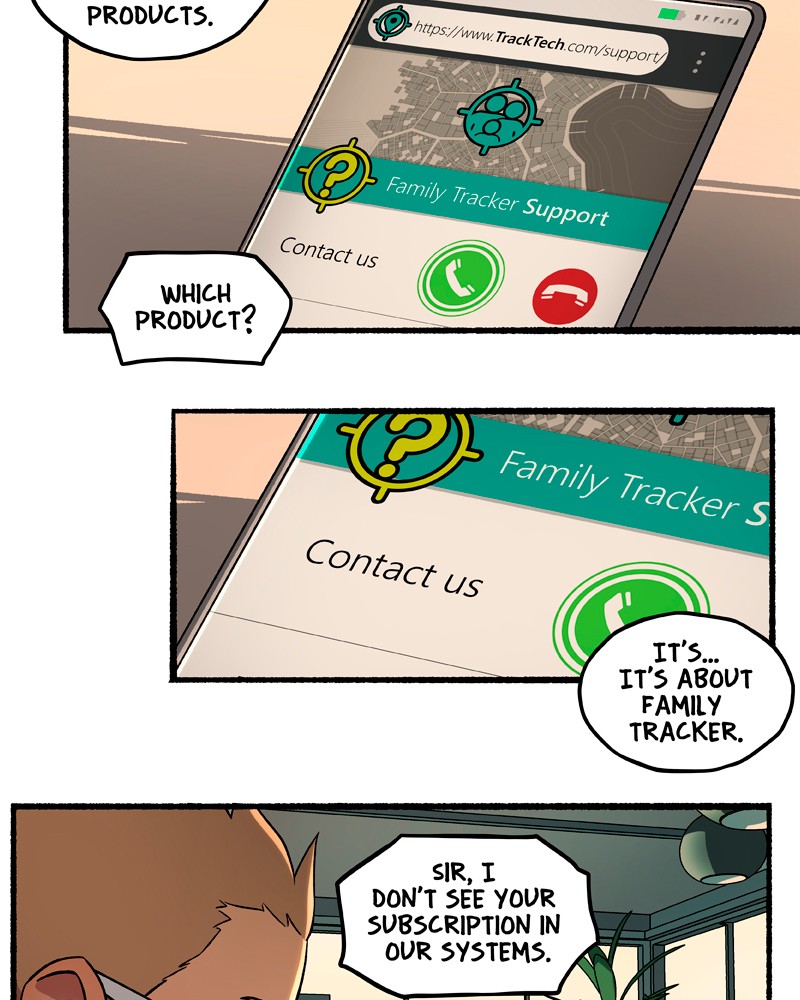 PRODUCTS.
https://www.TrackTech.com/support/
Family Tracker Support
Contact us
WHICH
PRODUCT?
Family Tracker S
Contact us
IT'S...
IT'S ABOUT
FAMILY
TRACKER.
SIR, I
DON'T SEE YOUR
SUBSCRIPTION IN
OUR SYSTEMS.